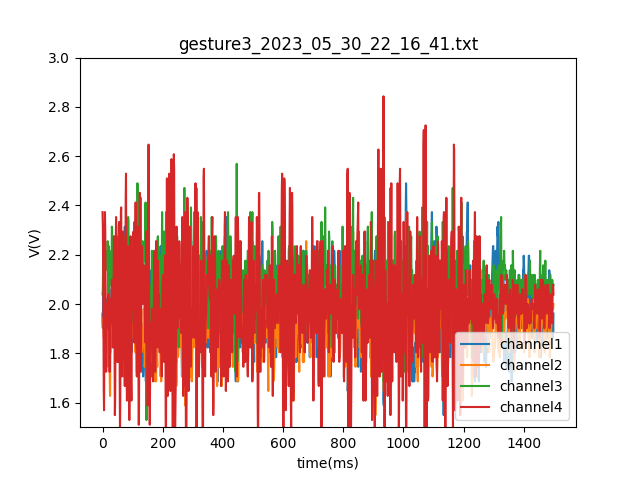 gesture3_2023_05_30_22_16_41.txt
V(V)
3.0
2.8
2.6
2.4
2.2
2.0
1.8
1.6
channel1
channel2
channel3
channel4
0 200 400 600 800 1000 1200 1400
time(ms)